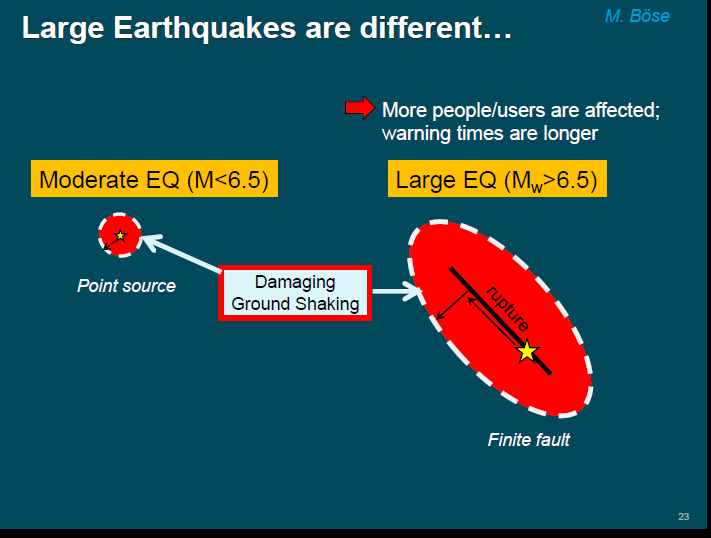 M. Böse
Large Earthquakes are different…
More people/users are affected;
warning times are longer
Moderate EQ (M<6.5)
Large EQ (Mw>6.5)
Point source
Damaging
Ground Shaking
rupture
Finite fault
23